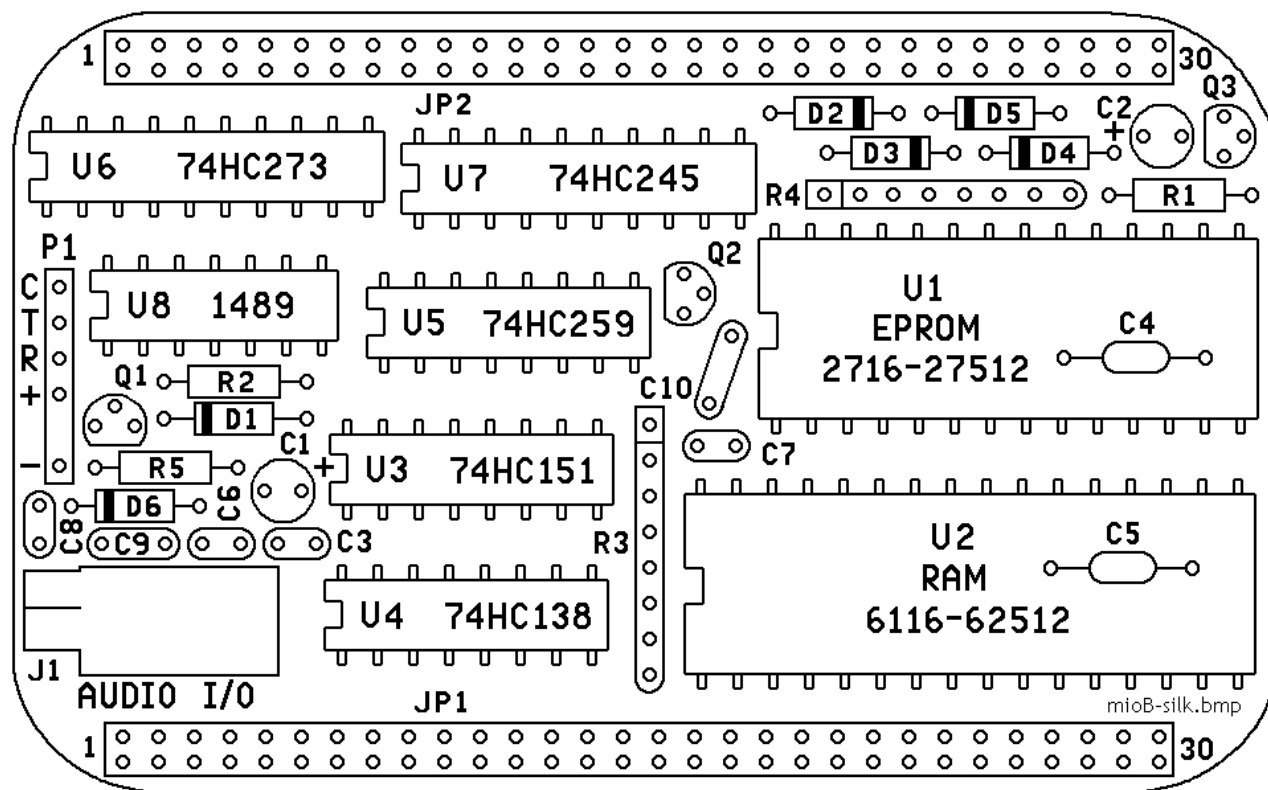 1
30
JP2
D2
D5
C2
+
Q3
U6 74HC273
U7 74HC245
D3
D4
R4
R1
P1
C
T
R
+
−
U8 1489
U5 74HC259
Q2
U1
EPROM
2716-27512
C4
Q1
R2
D1
C10
C1
+
R5
U3 74HC151
C7
D6
C6
C8
C9
C3
R3
U2
RAM
6116-62512
C5
U4 74HC138
J1
AUDIO I/O
JP1
mioB-silk.bmp
1
30